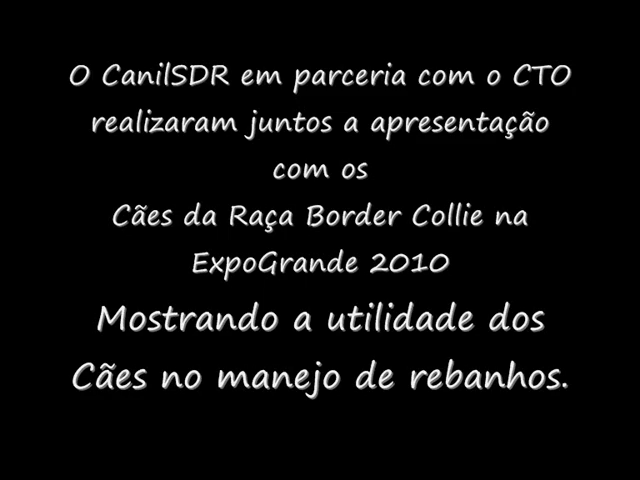 O CanilSDR em parceria com o CTO
realizaram juntos a apresentação
com os
Cães da Raça Border Collie na
ExpoGrande 2010
Mostrando a utilidade dos
Cães no manejo de rebanhos.